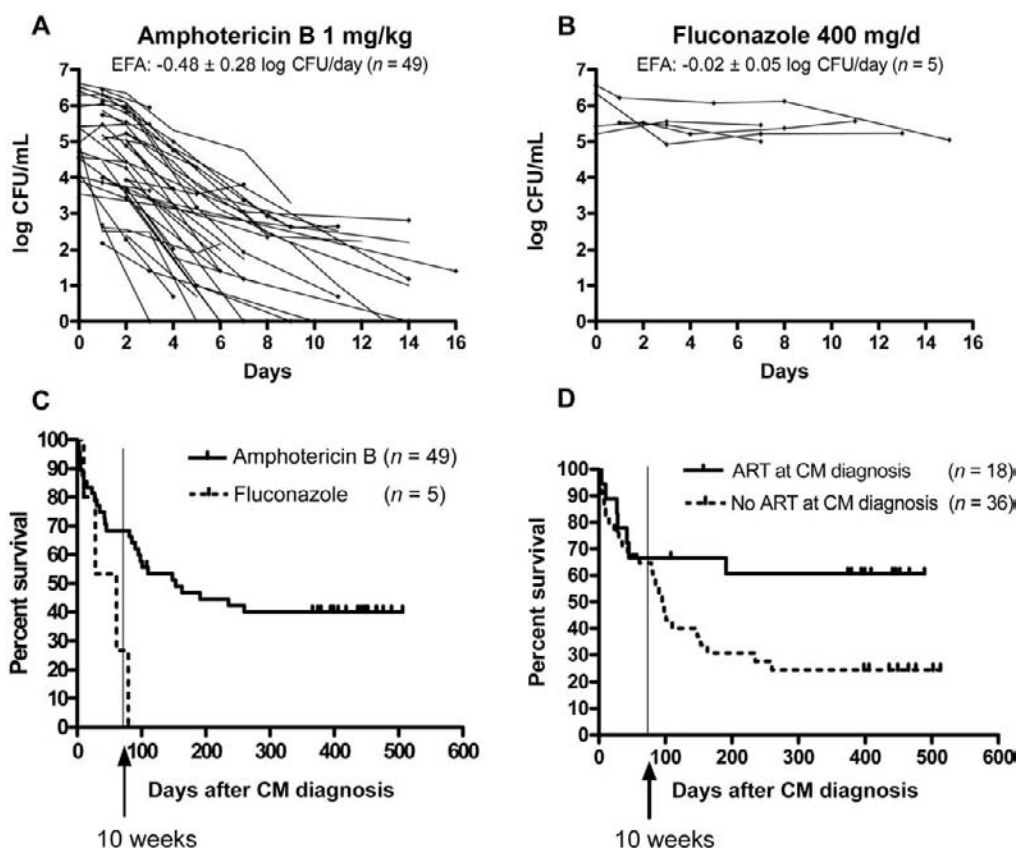 A
Amphotericin B 1 mg/kg
EFA: -0.48 ± 0.28 log CFU/day (n = 49)
log CFU/mL
7
6
5
4
3
2
1
0
0 2 4 6 8 10 12 14 16
Days
B
Fluconazole 400 mg/d
EFA: -0.02 ± 0.05 log CFU/day (n = 5)
log CFU/mL
7
6
5
4
3
2
1
0
0 2 4 6 8 10 12 14 16
Days
C
Amphotericin B (n = 49)
Fluconazole (n = 5)
Percent survival
100
90
80
70
60
50
40
30
20
10
0
0 100 200 300 400 500 600
Days after CM diagnosis
10 weeks
D
ART at CM diagnosis (n = 18)
No ART at CM diagnosis (n = 36)
Percent survival
100
90
80
70
60
50
40
30
20
10
0
0 100 200 300 400 500 600
Days after CM diagnosis
10 weeks